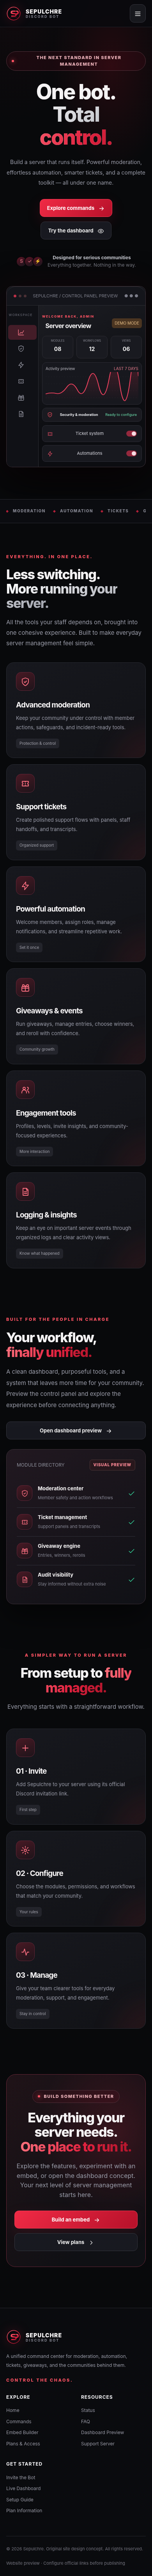 SEPULCHRE
DISCORD BOT
THE NEXT STANDARD IN SERVER
MANAGEMENT
One bot.
Total
control.
Build a server that runs itself. Powerful moderation,
effortless automation, smarter tickets, and a complete
toolkit — all under one name.
Explore commands
Try the dashboard
Designed for serious communities
Everything together. Nothing in the way.
SEPULCHRE / CONTROL PANEL PREVIEW
WORKSPACE
WELCOME BACK, ADMIN
Server overview
DEMO MODE
08
12
06
Activity preview
LAST 7 DAYS
Security & moderation
Ready to configure
Ticket system
Automations
MODERATION
AUTOMATION
TICKETS
EVERYTHING. IN ONE PLACE.
Less switching.
More running your
server.
All the tools your staff depends on, brought into
one cohesive experience. Built to make everyday
server management feel simple.
Advanced moderation
Keep your community under control with member
actions, safeguards, and incident-ready tools.
Protection & control
Support tickets
Create polished support flows with panels, staff
handoffs, and transcripts.
Organized support
Powerful automation
Welcome members, assign roles, manage
notifications, and streamline repetitive work.
Set it once
Giveaways & events
Run giveaways, manage entries, choose winners,
and reroll with confidence.
Community growth
Engagement tools
Profiles, levels, invite insights, and community-
focused experiences.
More interaction
Logging & insights
Keep an eye on important server events through
organized logs and clear activity views.
Know what happened
BUILT FOR THE PEOPLE IN CHARGE
Your workflow,
finally unified.
A clean dashboard, purposeful tools, and a
system that leaves more time for your community.
Preview the control panel and explore the
experience before connecting anything.
Open dashboard preview
MODULE DIRECTORY
VISUAL PREVIEW
Moderation center
Member safety and action workflows
Ticket management
Support panels and transcripts
Giveaway engine
Entries, winners, rerolls
Audit visibility
Stay informed without extra noise
A SIMPLER WAY TO RUN A SERVER
From setup to fully
managed.
Everything starts with a straightforward workflow.
01 · Invite
Add Sepulchre to your server using its official
Discord invitation link.
First step
02 · Configure
Choose the modules, permissions, and workflows
that match your community.
Your rules
03 · Manage
Give your team clearer tools for everyday
moderation, support, and engagement.
Stay in control
BUILD SOMETHING BETTER
Everything your
server needs.
One place to run it.
Explore the features, experiment with an
embed, or open the dashboard concept.
Your next level of server management
starts here.
Build an embed
View plans
SEPULCHRE
DISCORD BOT
A unified command center for moderation, automation,
tickets, giveaways, and the communities behind them.
CONTROL THE CHAOS.
EXPLORE
RESOURCES
Home
Status
Commands
FAQ
Embed Builder
Dashboard Preview
Plans & Access
Support Server
GET STARTED
Invite the Bot
Live Dashboard
Setup Guide
Plan Information
© 2026 Sepulchre. Original site design concept. All rights reserved.
Website preview · Configure official links before publishing